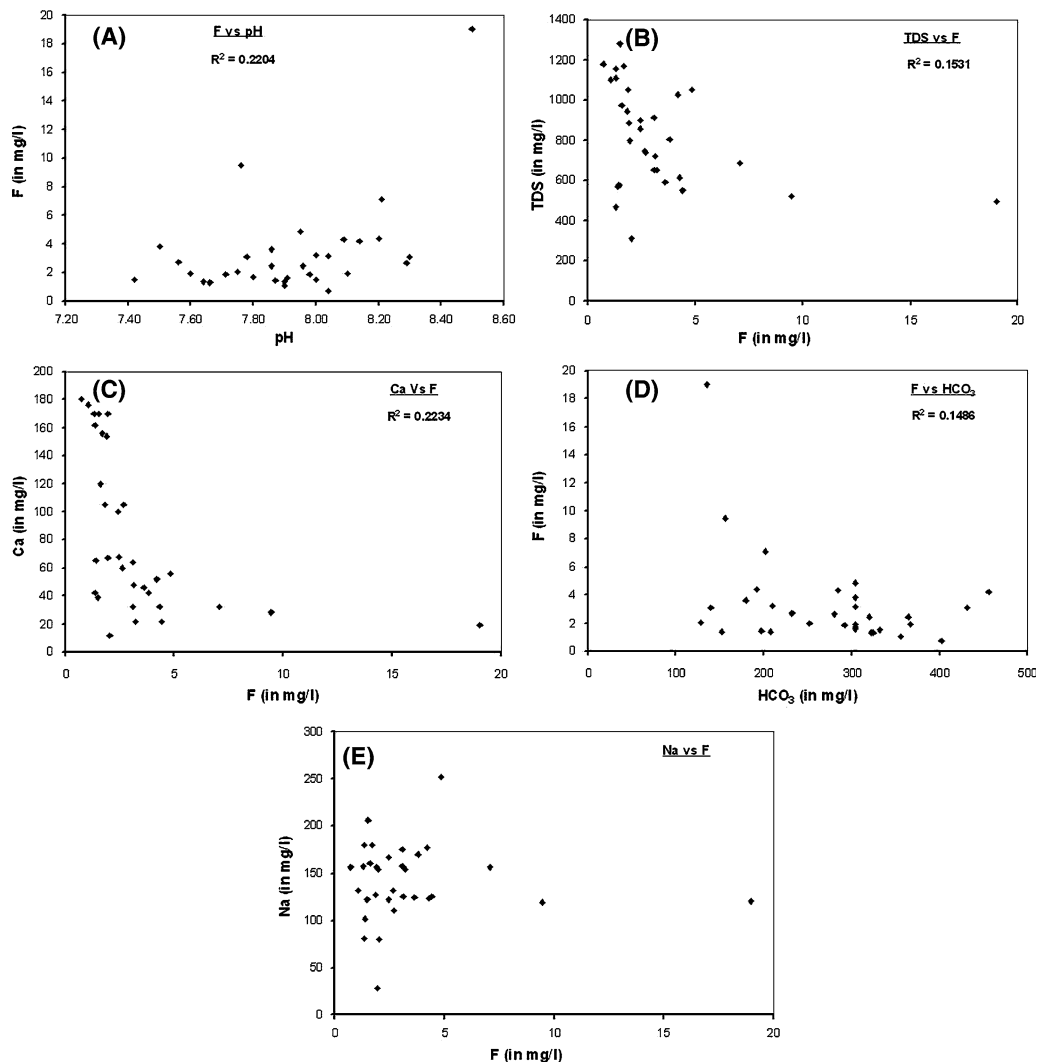 (A)
F vs pH
R² = 0.2204
20
18
16
14
12
10
8
6
4
2
0
F (in mg/l)
7.20 7.40 7.60 7.80 8.00 8.20 8.40 8.60
pH
(B)
TDS vs F
R² = 0.1531
1400
1200
1000
800
600
400
200
0
TDS (in mg/l)
0 5 10 15 20
F (in mg/l)
(C)
Ca Vs F
R² = 0.2234
200
180
160
140
120
100
80
60
40
20
0
Ca (in mg/l)
0 5 10 15 20
F (in mg/l)
(D)
F vs HCO₃
R² = 0.1486
20
18
16
14
12
10
8
6
4
2
0
F (in mg/l)
0 100 200 300 400 500
HCO₃ (in mg/l)
(E)
Na vs F
300
250
200
150
100
50
0
Na (in mg/l)
0 5 10 15 20
F (in mg/l)